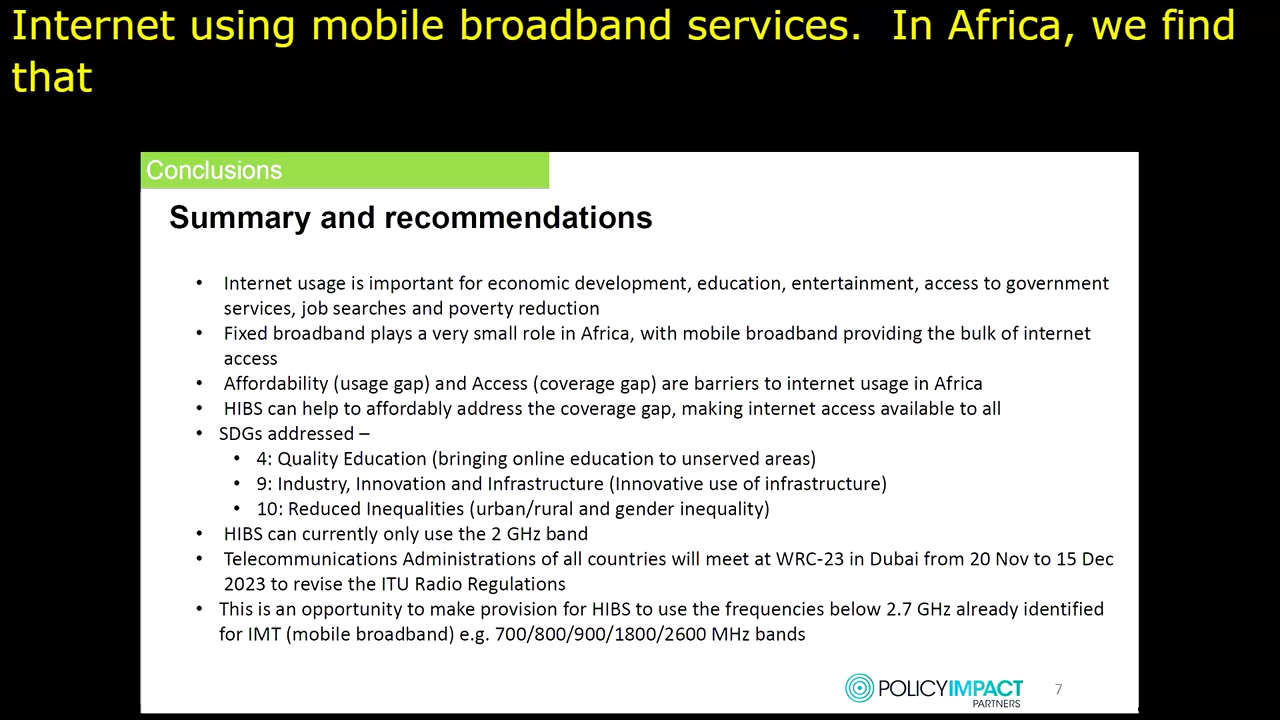 Internet using mobile broadband services.  In Africa, we find
that
Conclusions
Summary and recommendations
• Internet usage is important for economic development, education, entertainment, access to government
services, job searches and poverty reduction
• Fixed broadband plays a very small role in Africa, with mobile broadband providing the bulk of internet
access
• Affordability (usage gap) and Access (coverage gap) are barriers to internet usage in Africa
• HIBS can help to affordably address the coverage gap, making internet access available to all
• SDGs addressed –
• 4: Quality Education (bringing online education to unserved areas)
• 9: Industry, Innovation and Infrastructure (Innovative use of infrastructure)
• 10: Reduced Inequalities (urban/rural and gender inequality)
• HIBS can currently only use the 2 GHz band
• Telecommunications Administrations of all countries will meet at WRC-23 in Dubai from 20 Nov to 15 Dec
2023 to revise the ITU Radio Regulations
• This is an opportunity to make provision for HIBS to use the frequencies below 2.7 GHz already identified
for IMT (mobile broadband) e.g. 700/800/900/1800/2600 MHz bands
POLICYIMPACT
PARTNERS
7